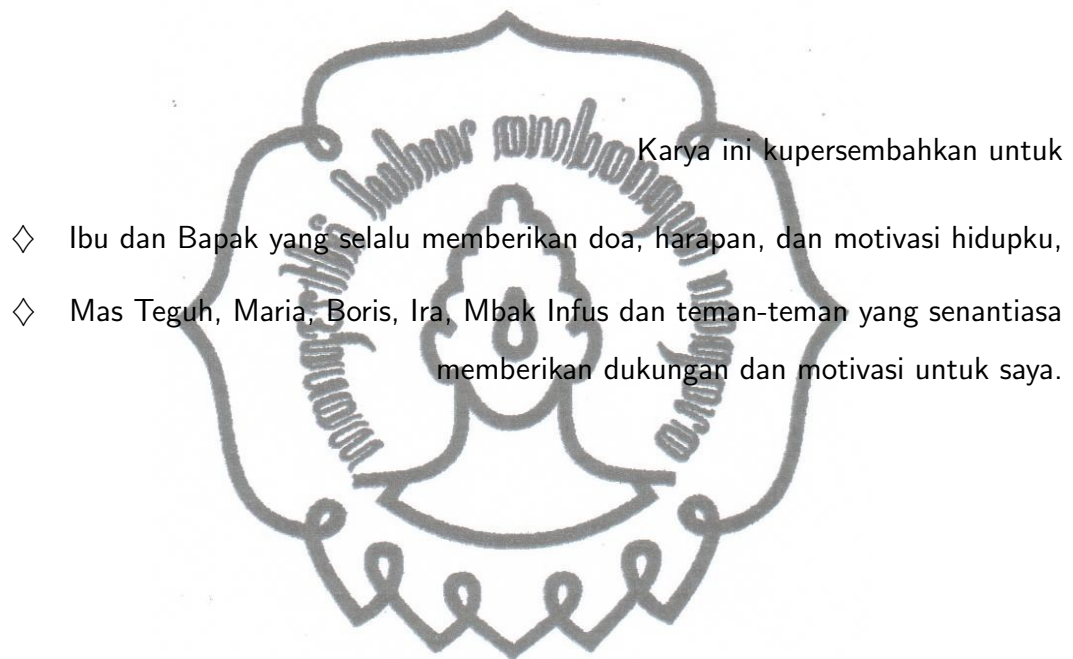 Karya ini kupersembahkan untuk
♢ Ibu dan Bapak yang selalu memberikan doa, harapan, dan motivasi hidupku,
♢ Mas Teguh, Maria, Boris, Ira, Mbak Infus dan teman-teman yang senantiasa
memberikan dukungan dan motivasi untuk saya.